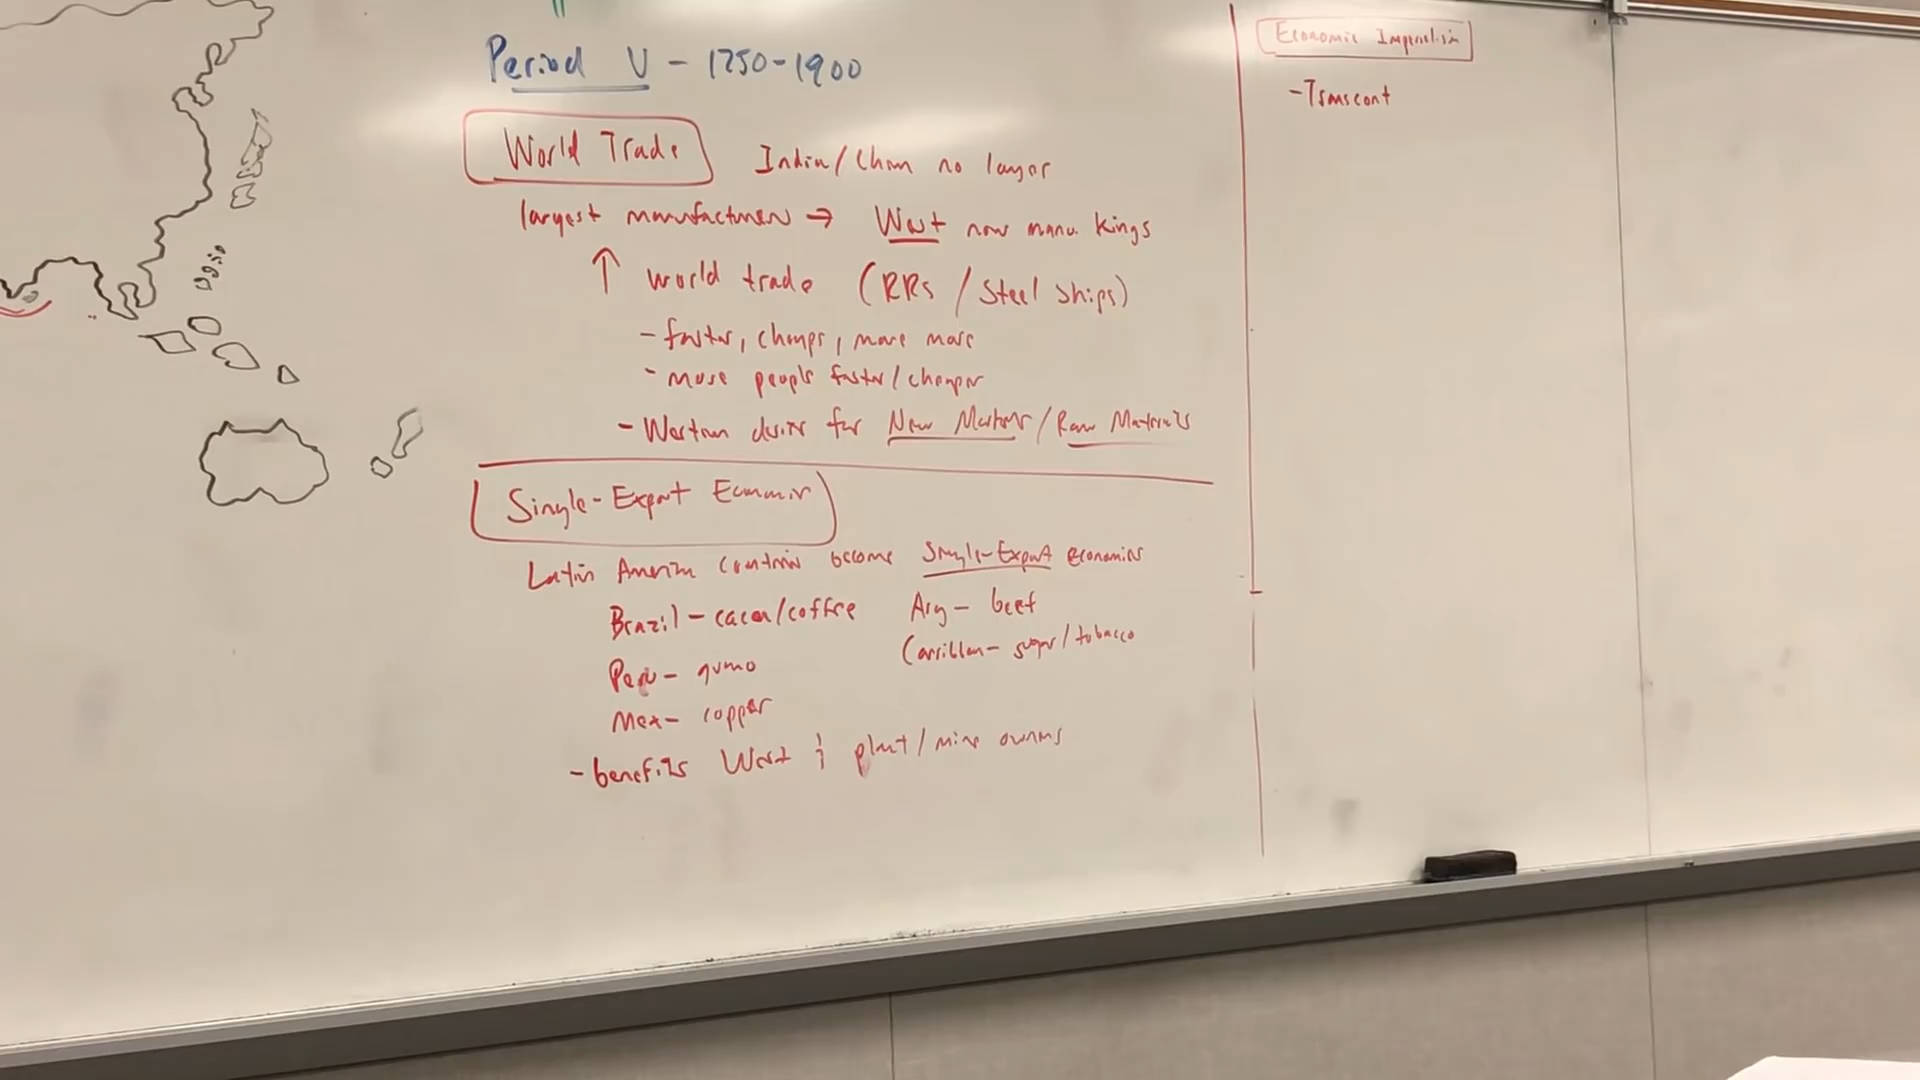 Period V - 1750-1900
World Trade India/China no longer
largest manufacturers → West now manu. kings
↑ world trade (RRs / Steel ships)
- faster, cheaper, more
- move people faster/cheaper
- Western desire for New Markets / Raw Materials
Single-Export Economies
Latin America countries become Single-Export economies
Brazil - cacao/coffee Arg - beef
Carribbean - sugar/tobacco
Peru - guano
Mex - copper
- benefits West & plant/mine owners
Economic Imperialism
- Transcont